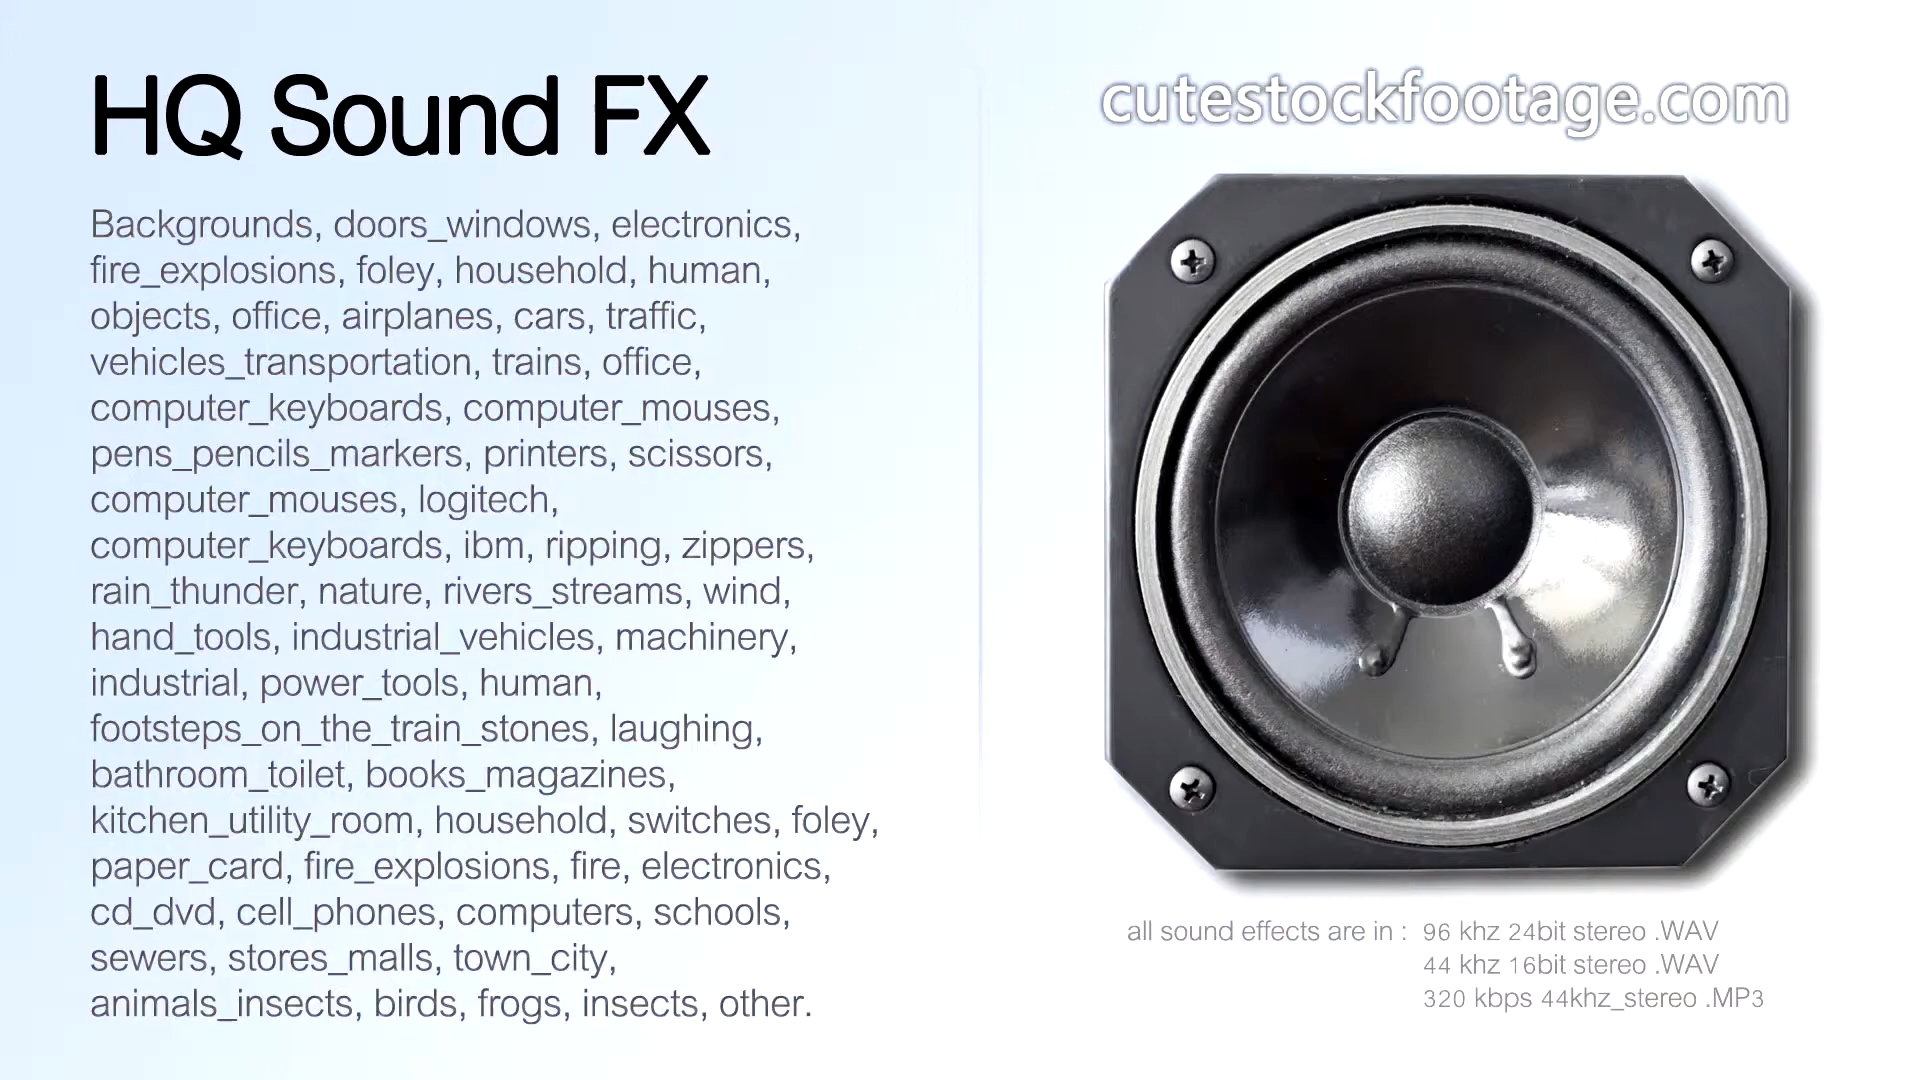 HQ Sound FX
cutestockfootage.com
Backgrounds, doors_windows, electronics,
fire_explosions, foley, household, human,
objects, office, airplanes, cars, traffic,
vehicles_transportation, trains, office,
computer_keyboards, computer_mouses,
pens_pencils_markers, printers, scissors,
computer_mouses, logitech,
computer_keyboards, ibm, ripping, zippers,
rain_thunder, nature, rivers_streams, wind,
hand_tools, industrial_vehicles, machinery,
industrial, power_tools, human,
footsteps_on_the_train_stones, laughing,
bathroom_toilet, books_magazines,
kitchen_utility_room, household, switches, foley,
paper_card, fire_explosions, fire, electronics,
cd_dvd, cell_phones, computers, schools,
sewers, stores_malls, town_city,
animals_insects, birds, frogs, insects, other.
all sound effects are in : 96 khz 24bit stereo .WAV
44 khz 16bit stereo .WAV
320 kbps 44khz_stereo .MP3